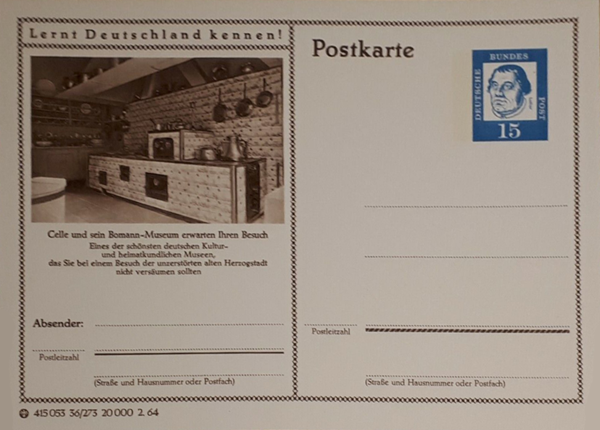 Lernt Deutschland kennen!
Celle und sein Bomann-Museum erwarten Ihren Besuch
Eines der schönsten deutschen Kultur-
und heimatkundlichen Museen,
das Sie bei einem Besuch der unzerstörten alten Herzogstadt
nicht versäumen sollten
Absender:
Postleitzahl
(Straße und Hausnummer oder Postfach)
415 053 36/273 20 000 2. 64
Postkarte
DEUTSCHE
BUNDES
POST
15
Postleitzahl
(Straße und Hausnummer oder Postfach)